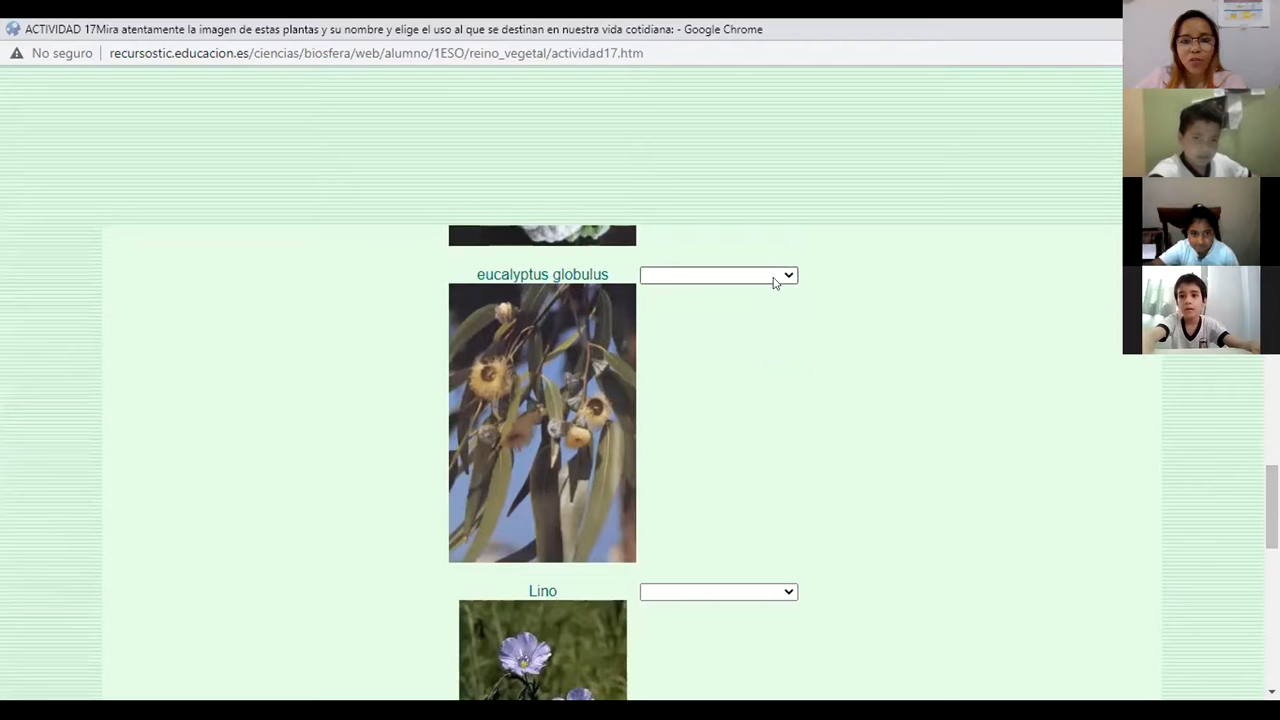 ACTIVIDAD 17Mira atentamente la imagen de estas plantas y su nombre y elige el uso al que se destinan en nuestra vida cotidiana: - Google Chrome
No seguro
recursostic.educacion.es/ciencias/biosfera/web/alumno/1ESO/reino_vegetal/actividad17.htm
eucalyptus globulus
Lino